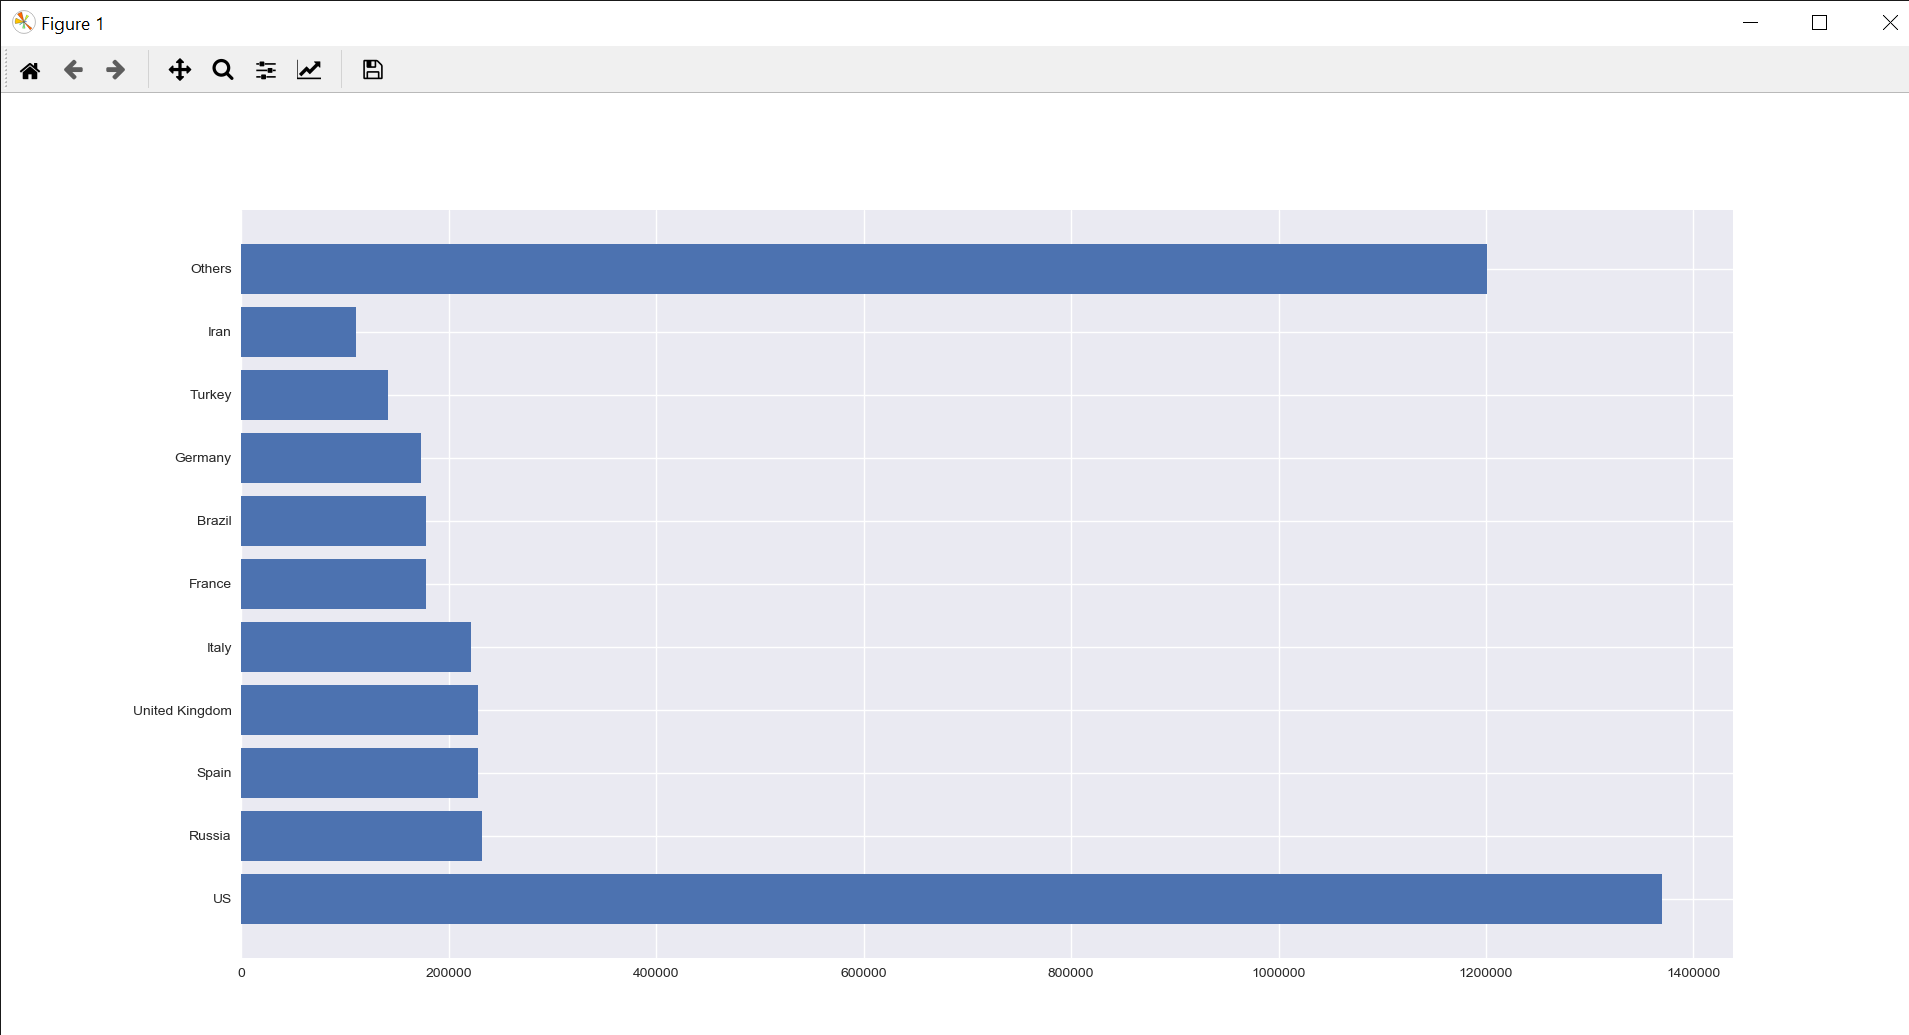 Figure 1
Others
Iran
Turkey
Germany
Brazil
France
Italy
United Kingdom
Spain
Russia
US
0 200000 400000 600000 800000 1000000 1200000 1400000